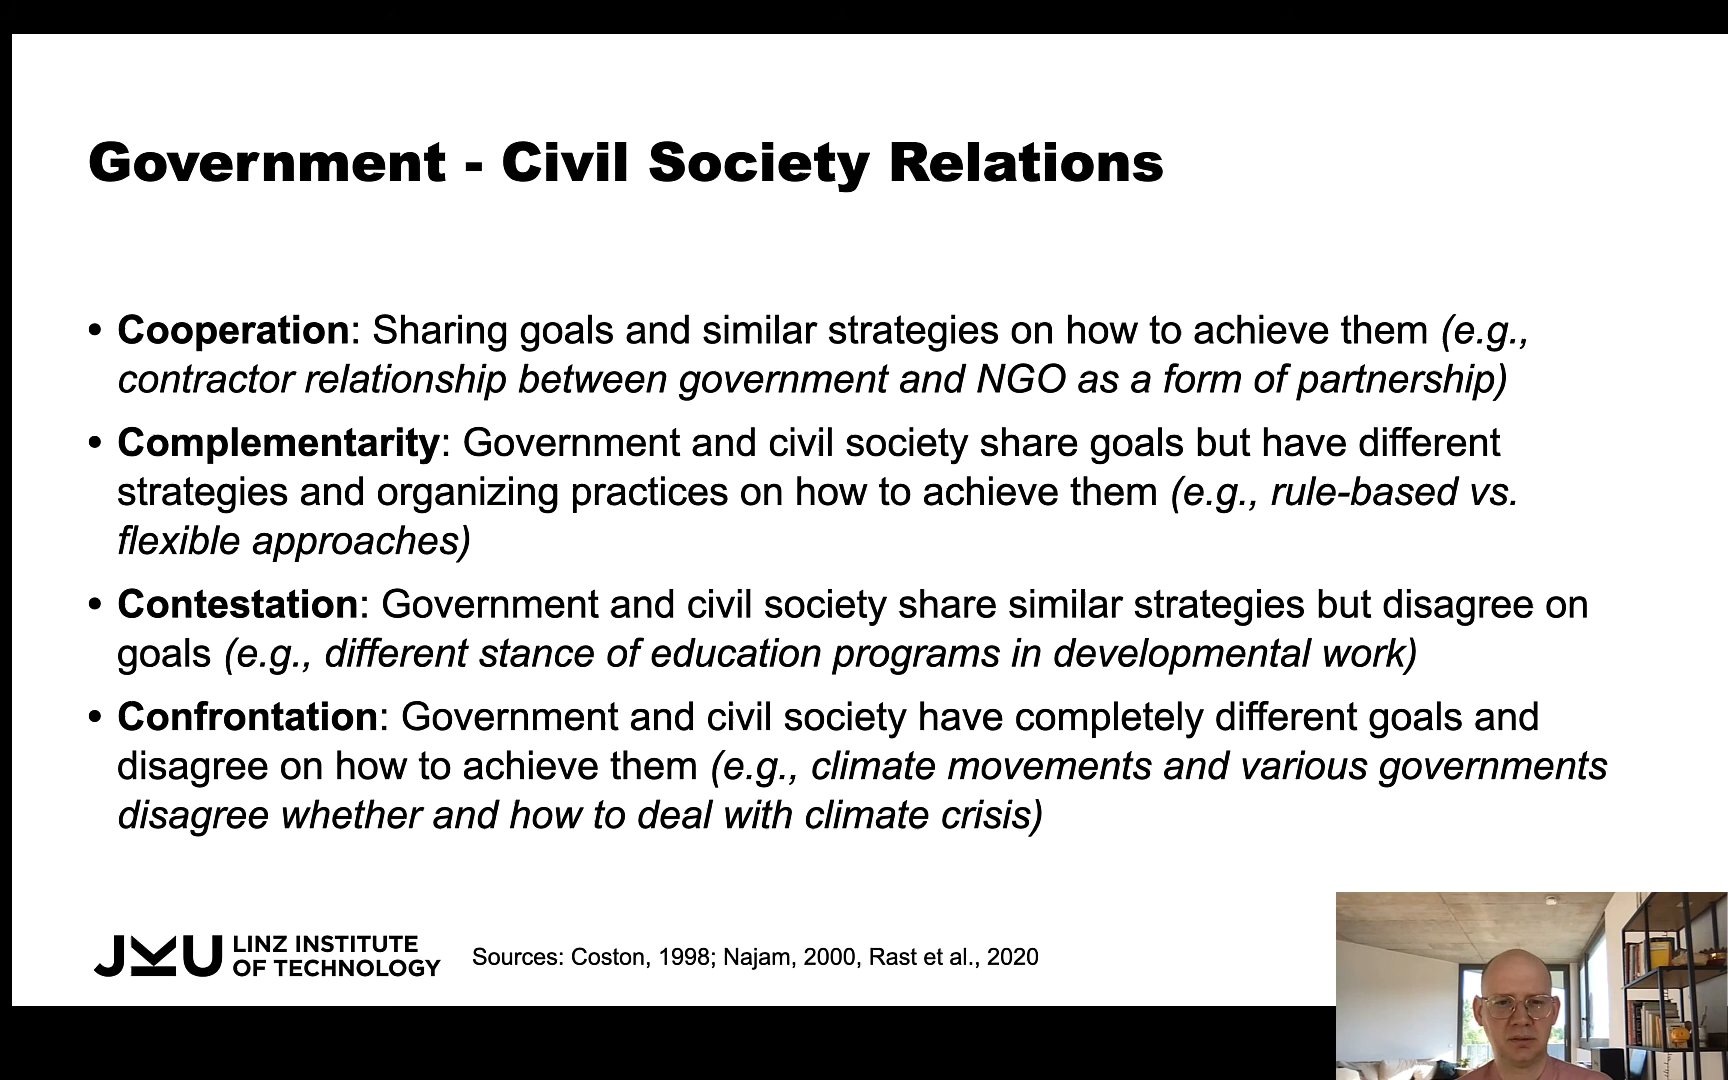 Government - Civil Society Relations
• Cooperation: Sharing goals and similar strategies on how to achieve them (e.g.,
contractor relationship between government and NGO as a form of partnership)
• Complementarity: Government and civil society share goals but have different
strategies and organizing practices on how to achieve them (e.g., rule-based vs.
flexible approaches)
• Contestation: Government and civil society share similar strategies but disagree on
goals (e.g., different stance of education programs in developmental work)
• Confrontation: Government and civil society have completely different goals and
disagree on how to achieve them (e.g., climate movements and various governments
disagree whether and how to deal with climate crisis)
JKU LINZ INSTITUTE
OF TECHNOLOGY
Sources: Coston, 1998; Najam, 2000, Rast et al., 2020